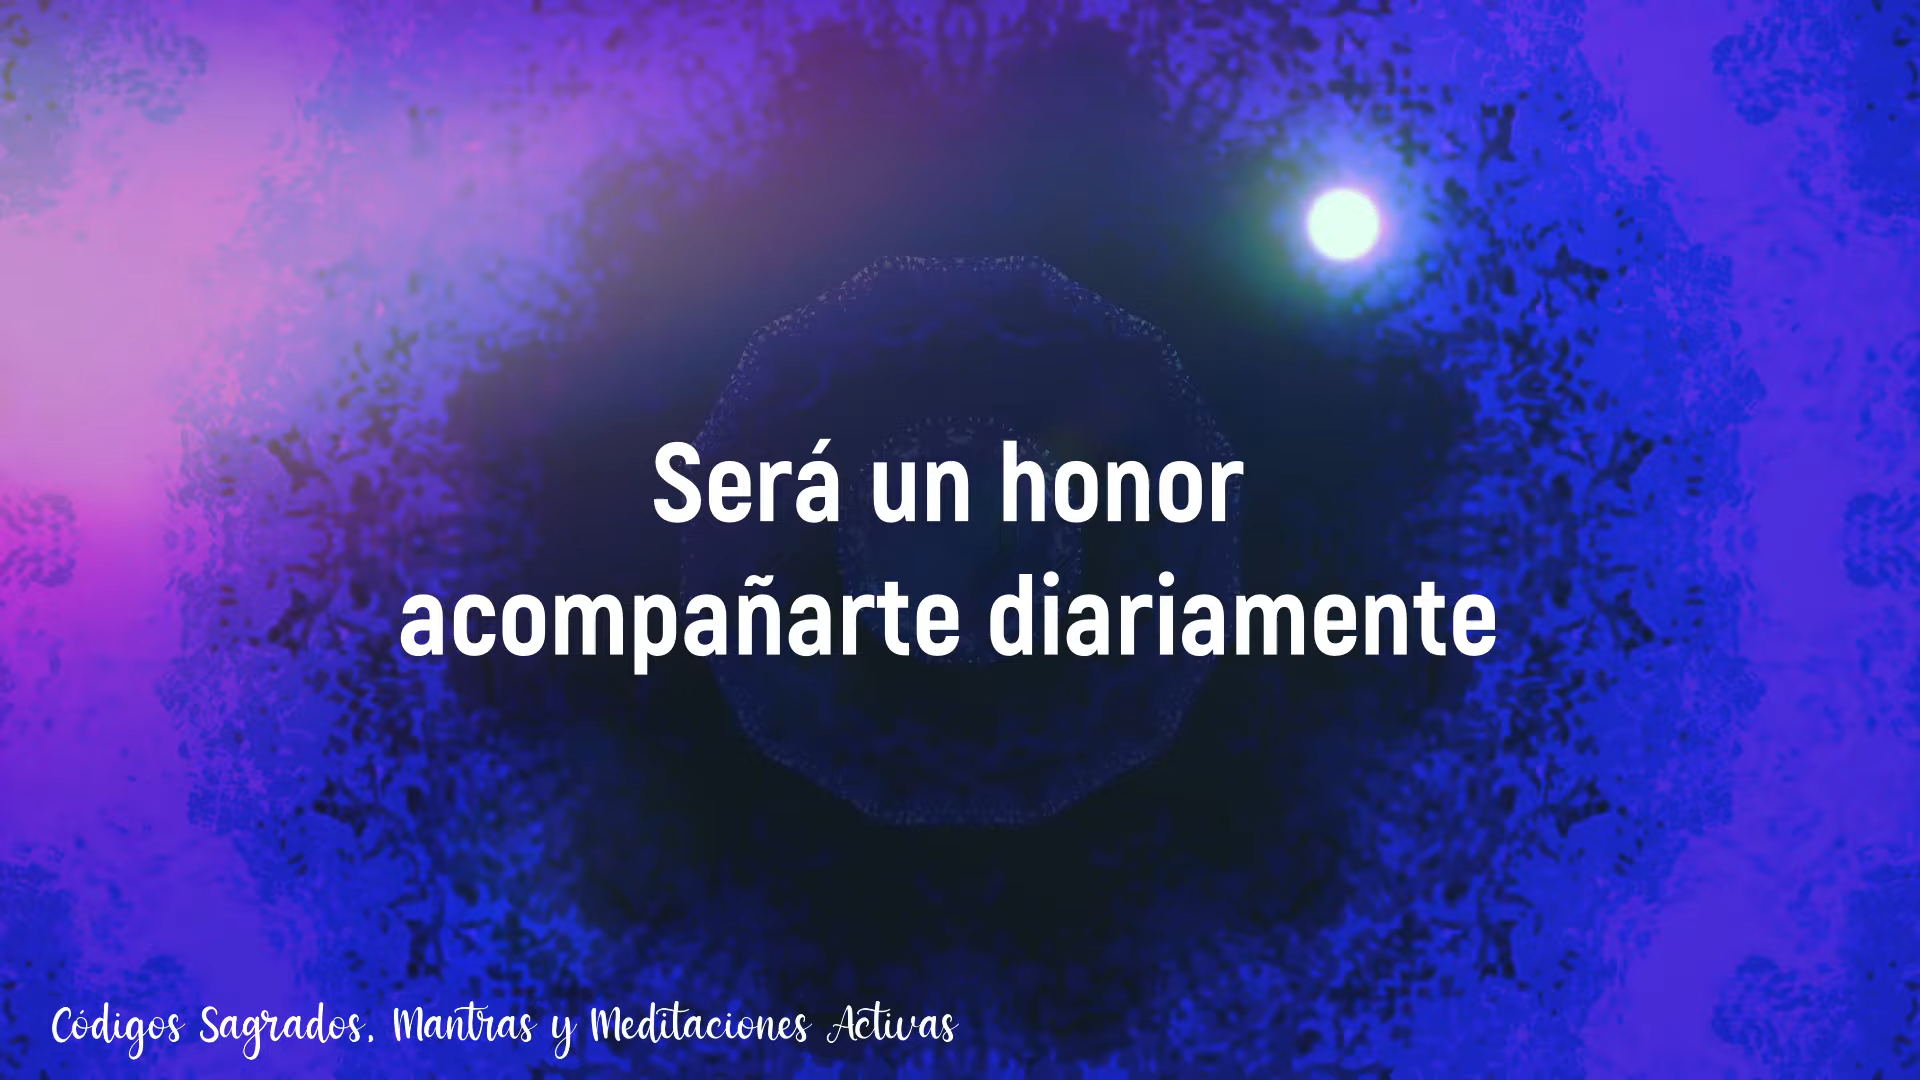 Será un honor
acompañarte diariamente
Códigos Sagrados, Mantras y Meditaciones Activas